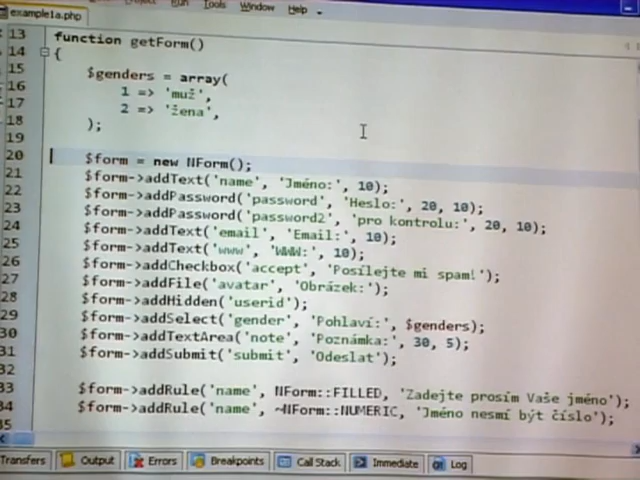 Project Run Tools Window Help
example1a.php
13 function getForm()
14 {
15 $genders = array(
16 1 => 'muž',
17 2 => 'žena',
18 );
19
20 $form = new NForm();
21 $form->addText('name', 'Jméno:', 10);
22 $form->addPassword('password', 'Heslo:', 20, 10);
23 $form->addPassword('password2', 'pro kontrolu:', 20, 10);
24 $form->addText('email', 'Email:', 10);
25 $form->addText('www', 'WWW:', 10);
26 $form->addCheckbox('accept', 'Posílejte mi spam!');
27 $form->addFile('avatar', 'Obrázek:');
28 $form->addHidden('userid');
29 $form->addSelect('gender', 'Pohlaví:', $genders);
30 $form->addTextArea('note', 'Poznámka:', 30, 5);
31 $form->addSubmit('submit', 'Odeslat');
32
33 $form->addRule('name', NForm::FILLED, 'Zadejte prosím Vaše jméno');
34 $form->addRule('name', ~NForm::NUMERIC, 'Jméno nesmí být číslo');
35
Transfers Output Errors Breakpoints Call Stack Immediate Log